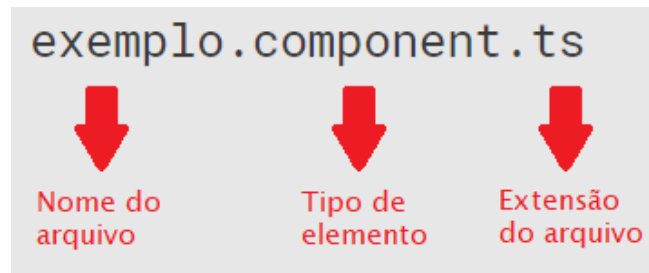 exemplo.component.ts
Nome do
arquivo
Tipo de
elemento
Extensão
do arquivo